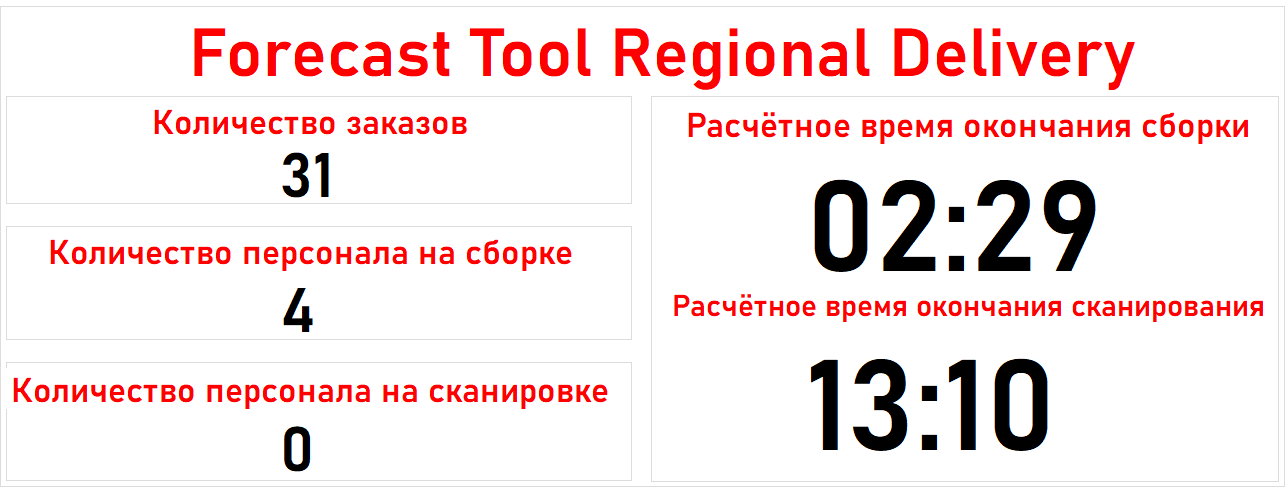 Forecast Tool Regional Delivery
Количество заказов
31
Количество персонала на сборке
4
Количество персонала на сканировке
0
Расчётное время окончания сборки
02:29
Расчётное время окончания сканирования
13:10